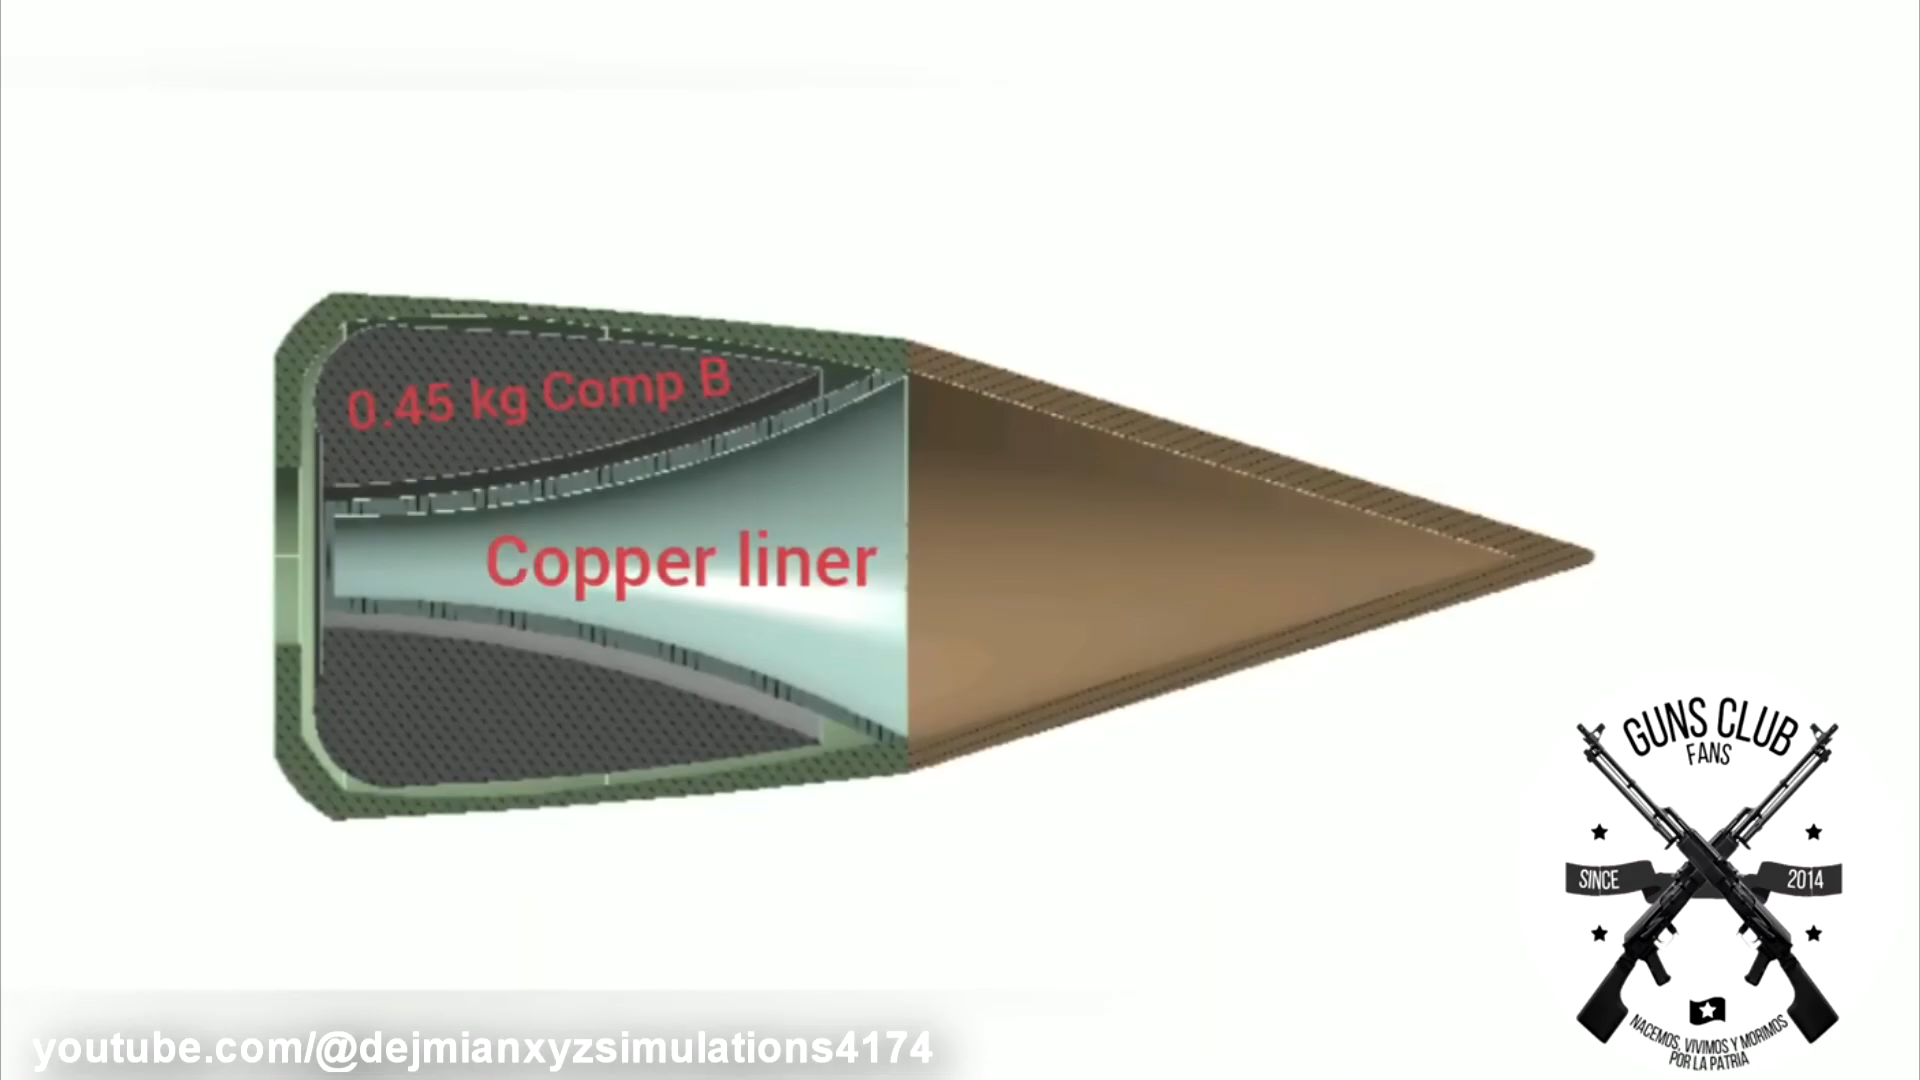 0.45 kg Comp B
Copper liner
GUNS CLUB
FANS
SINCE 2014
NACEMOS, VIVIMOS Y MORIMOS
POR LA PATRIA
youtube.com/@dejmianxyzsimulations4174